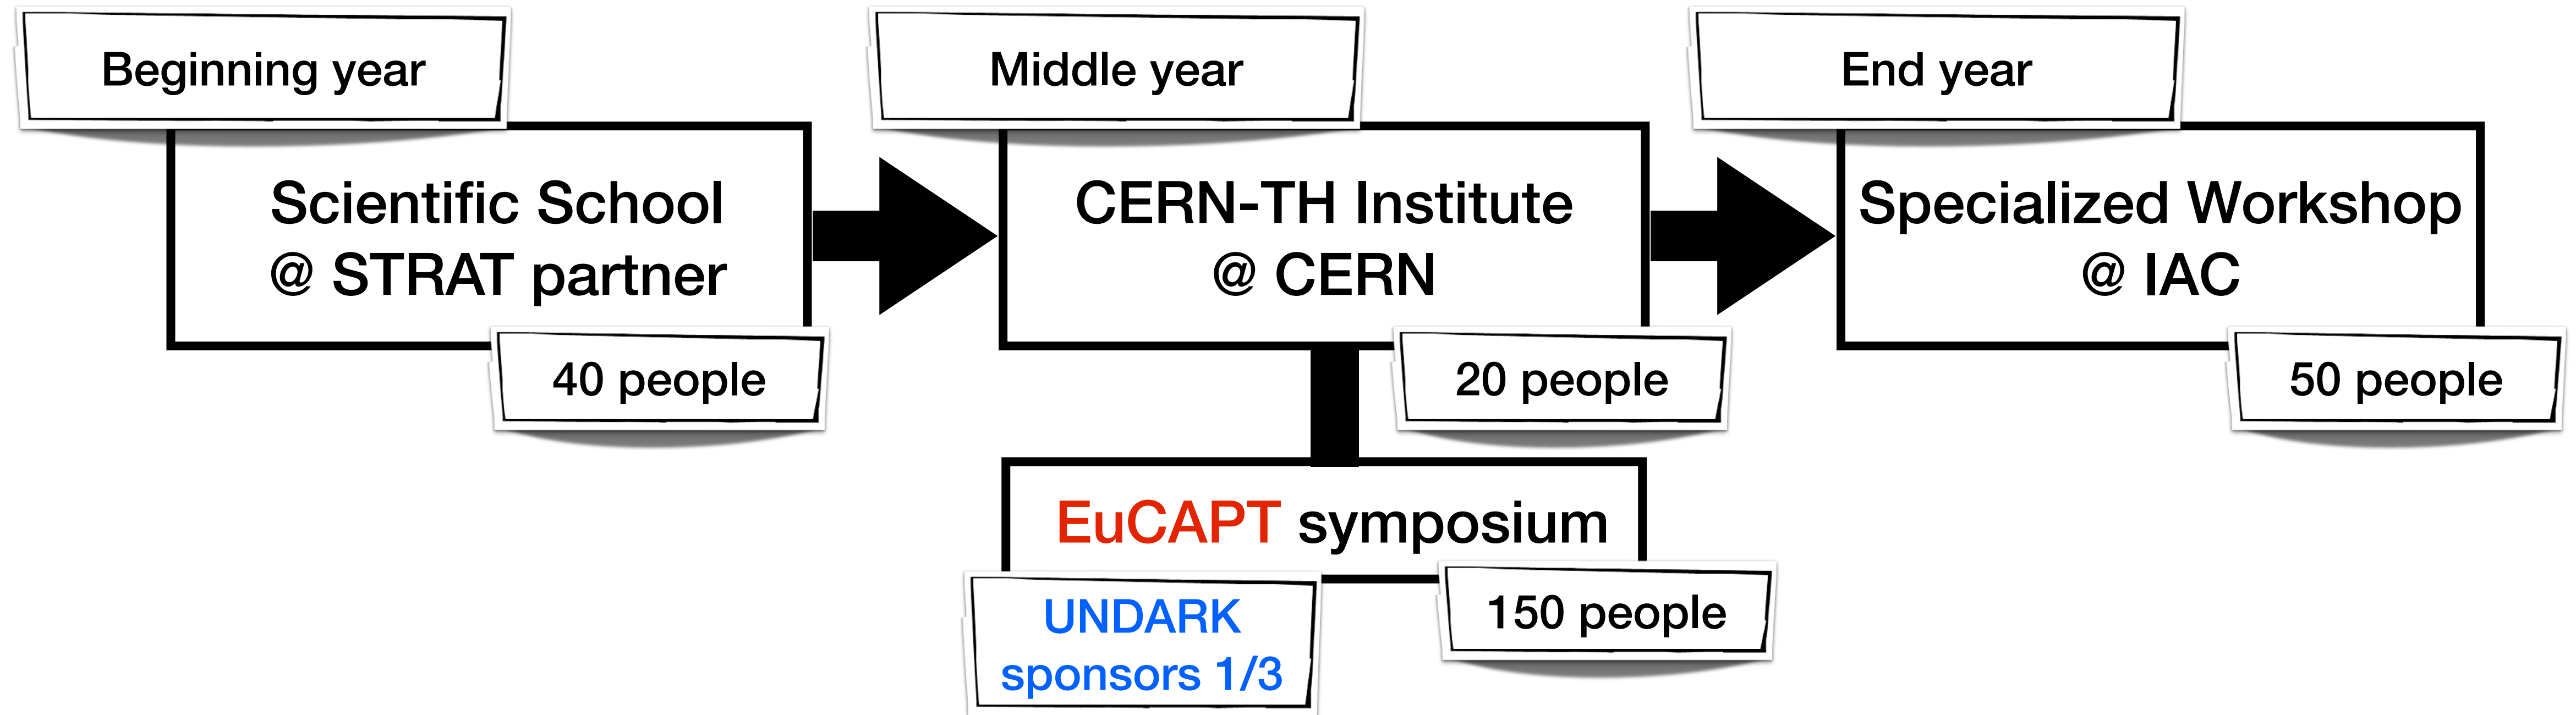 Beginning year
Scientific School
@ STRAT partner
40 people
Middle year
CERN-TH Institute
@ CERN
20 people
End year
Specialized Workshop
@ IAC
50 people
EuCAPT symposium
UNDARK
sponsors 1/3
150 people